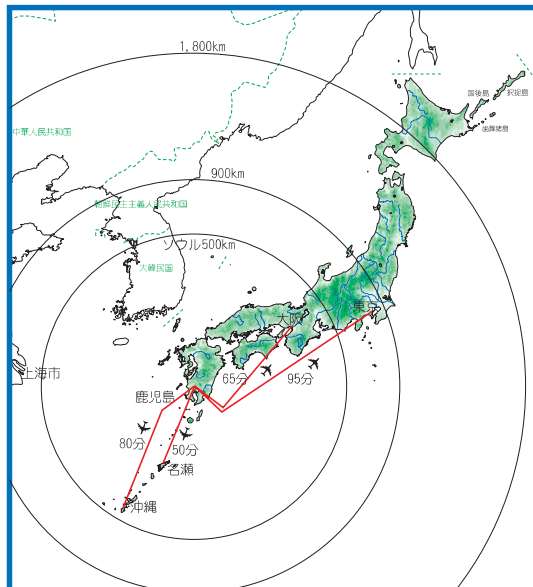 1,800km
国後島
択捉島
歯舞諸島
中華人民共和国
900km
朝鮮民主主義人民共和国
ソウル500km
大韓民国
東京
大阪
上海市
65分
95分
鹿児島
80分
50分
名瀬
沖縄